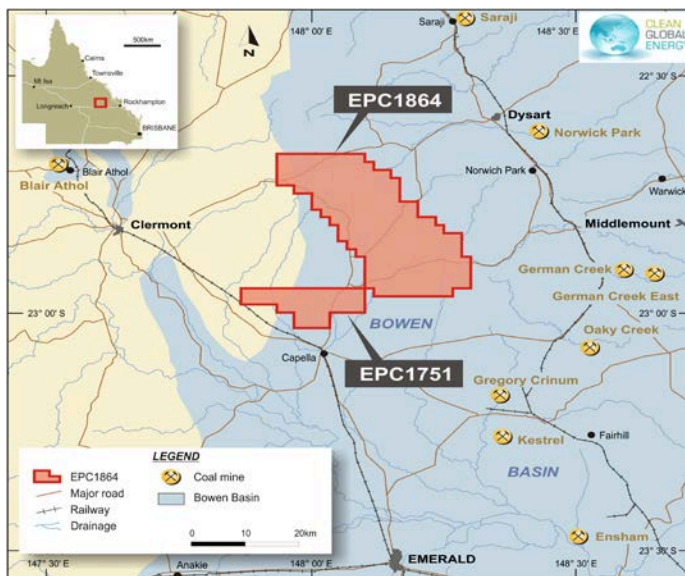 148° 00' E
148° 30' E
Saraji
Saraji
CLEAN
GLOBAL
ENERGY
500km
N
Cairns
Townsville
Mt Isa
Longreach
Rockhampton
BRISBANE
22° 30' S
EPC1864
Dysart
Norwick Park
Blair Athol
Blair Athol
Norwich Park
Warwick
Clermont
Middlemount
German Creek
German Creek East
23° 00' S
23° 00' S
BOWEN
Oaky Creek
Capella
EPC1751
Gregory Crinum
Kestrel
Fairhill
BASIN
LEGEND
EPC1864
Coal mine
Major road
Bowen Basin
Railway
Drainage
0 10 20km
Ensham
147° 30' E
Anakie
148° 00' E
EMERALD
148° 30' E